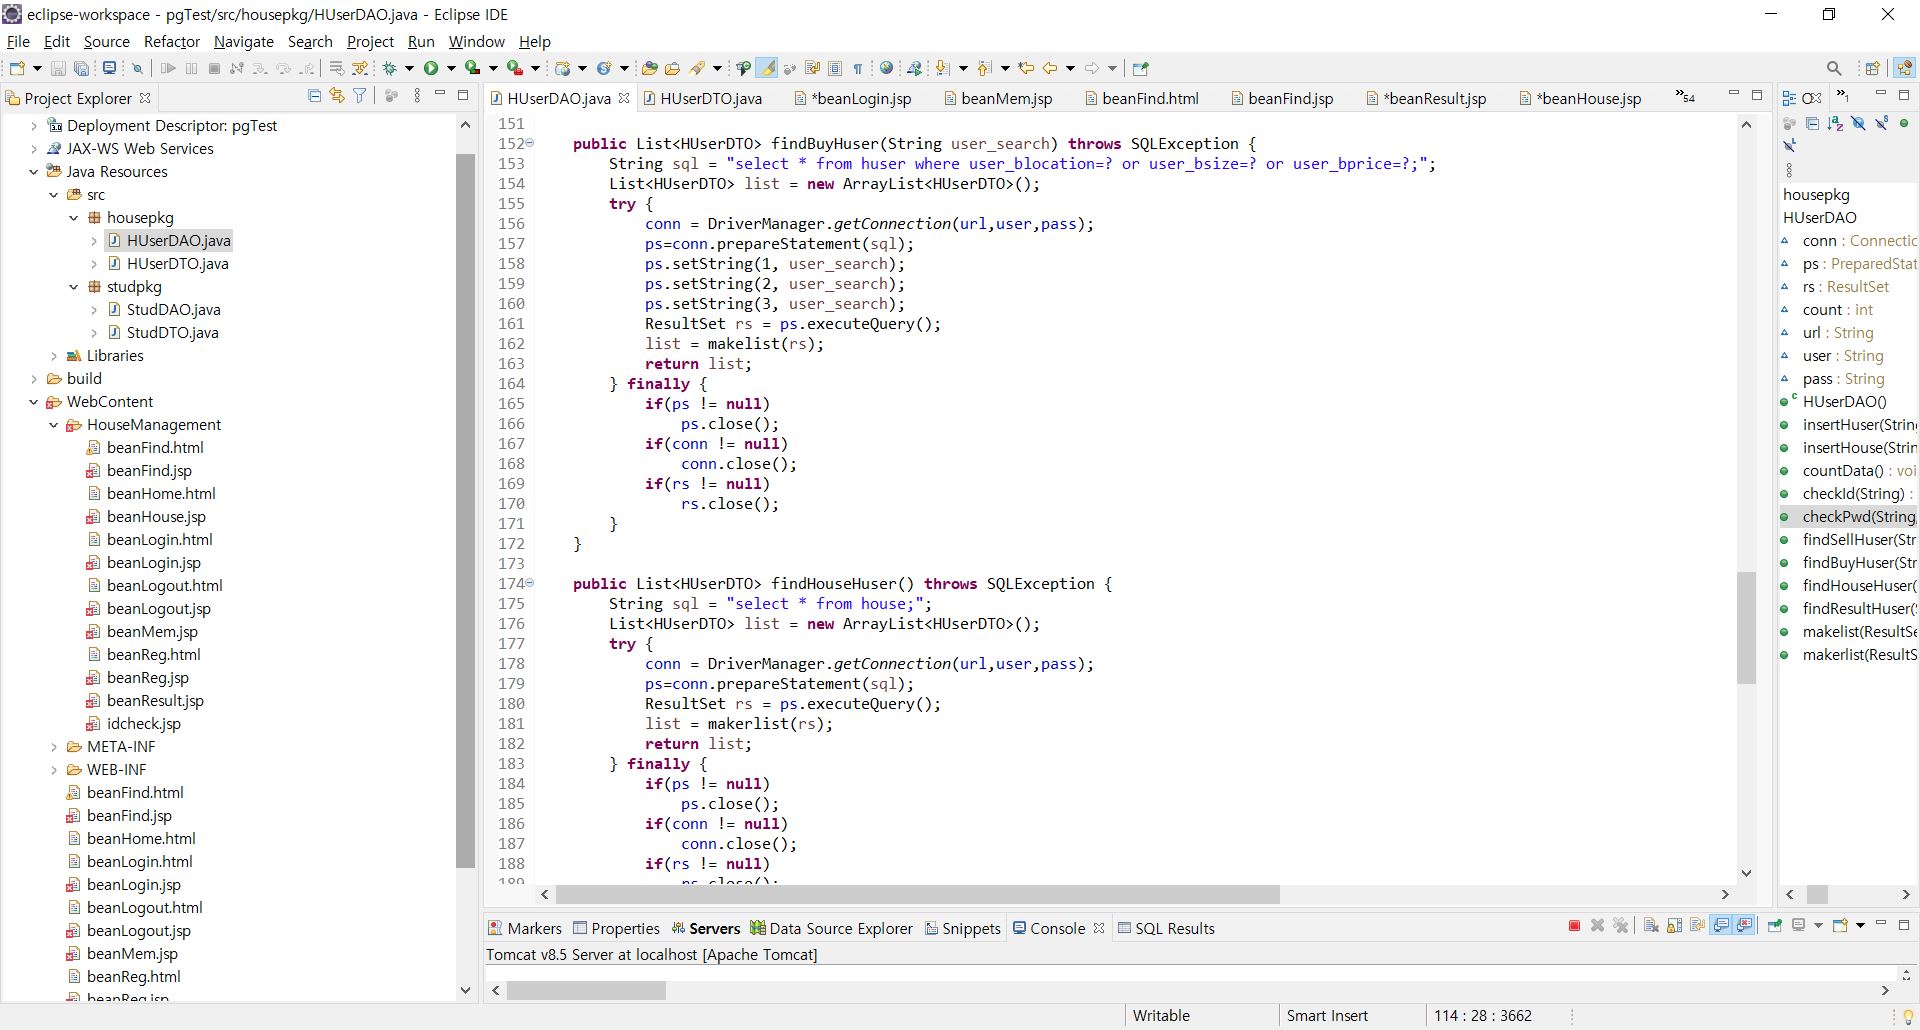 eclipse-workspace - pgTest/src/housepkg/HUserDAO.java - Eclipse IDE
File Edit Source Refactor Navigate Search Project Run Window Help
Project Explorer
Deployment Descriptor: pgTest
JAX-WS Web Services
Java Resources
src
housepkg
HUserDAO.java
HUserDTO.java
studpkg
StudDAO.java
StudDTO.java
Libraries
build
WebContent
HouseManagement
beanFind.html
beanFind.jsp
beanHome.html
beanHouse.jsp
beanLogin.html
beanLogin.jsp
beanLogout.html
beanLogout.jsp
beanMem.jsp
beanReg.html
beanReg.jsp
beanResult.jsp
idcheck.jsp
META-INF
WEB-INF
beanFind.html
beanFind.jsp
beanHome.html
beanLogin.html
beanLogin.jsp
beanLogout.html
beanLogout.jsp
beanMem.jsp
beanReg.html
beanReg.jsp
HUserDAO.java HUserDTO.java *beanLogin.jsp beanMem.jsp beanFind.html beanFind.jsp *beanResult.jsp *beanHouse.jsp »54
151
152 public List<HUserDTO> findBuyHuser(String user_search) throws SQLException {
153 String sql = "select * from huser where user_blocation=? or user_bsize=? or user_bprice=?;";
154 List<HUserDTO> list = new ArrayList<HUserDTO>();
155 try {
156 conn = DriverManager.getConnection(url,user,pass);
157 ps=conn.prepareStatement(sql);
158 ps.setString(1, user_search);
159 ps.setString(2, user_search);
160 ps.setString(3, user_search);
161 ResultSet rs = ps.executeQuery();
162 list = makelist(rs);
163 return list;
164 } finally {
165 if(ps != null)
166 ps.close();
167 if(conn != null)
168 conn.close();
169 if(rs != null)
170 rs.close();
171 }
172 }
173
174 public List<HUserDTO> findHouseHuser() throws SQLException {
175 String sql = "select * from house;";
176 List<HUserDTO> list = new ArrayList<HUserDTO>();
177 try {
178 conn = DriverManager.getConnection(url,user,pass);
179 ps=conn.prepareStatement(sql);
180 ResultSet rs = ps.executeQuery();
181 list = makerlist(rs);
182 return list;
183 } finally {
184 if(ps != null)
185 ps.close();
186 if(conn != null)
187 conn.close();
188 if(rs != null)
189 rs.close();
»1
housepkg
HUserDAO
conn : Connectic
ps : PreparedStat
rs : ResultSet
count : int
url : String
user : String
pass : String
HUserDAO()
insertHuser(String
insertHouse(Strin
countData() : voi
checkId(String) :
checkPwd(String,
findSellHuser(Str
findBuyHuser(Str
findHouseHuser(
findResultHuser(S
makelist(ResultSe
makerlist(ResultS
Markers Properties Servers Data Source Explorer Snippets Console SQL Results
Tomcat v8.5 Server at localhost [Apache Tomcat]
Writable Smart Insert 114 : 28 : 3662